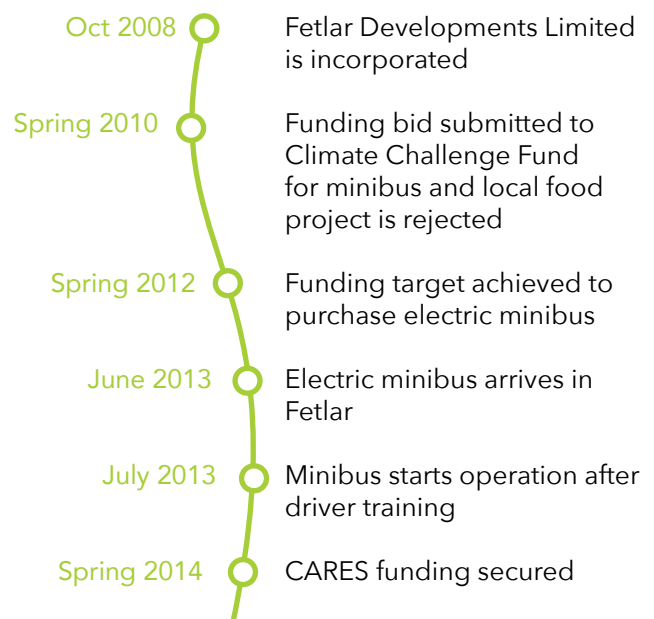 Oct 2008
Fetlar Developments Limited
is incorporated
Spring 2010
Funding bid submitted to
Climate Challenge Fund
for minibus and local food
project is rejected
Spring 2012
Funding target achieved to
purchase electric minibus
June 2013
Electric minibus arrives in
Fetlar
July 2013
Minibus starts operation after
driver training
Spring 2014
CARES funding secured